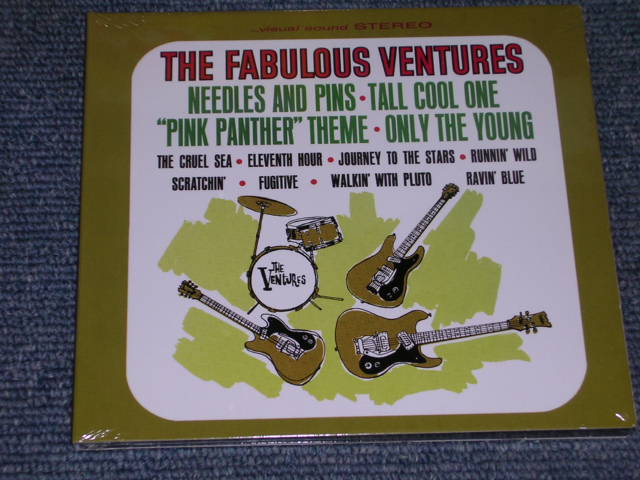 ...visual sound STEREO
THE FABULOUS VENTURES
NEEDLES AND PINS • TALL COOL ONE
"PINK PANTHER" THEME • ONLY THE YOUNG
THE CRUEL SEA • ELEVENTH HOUR • JOURNEY TO THE STARS • RUNNIN' WILD
SCRATCHIN' • FUGITIVE • WALKIN' WITH PLUTO RAVIN' BLUE
THE
VENTURES